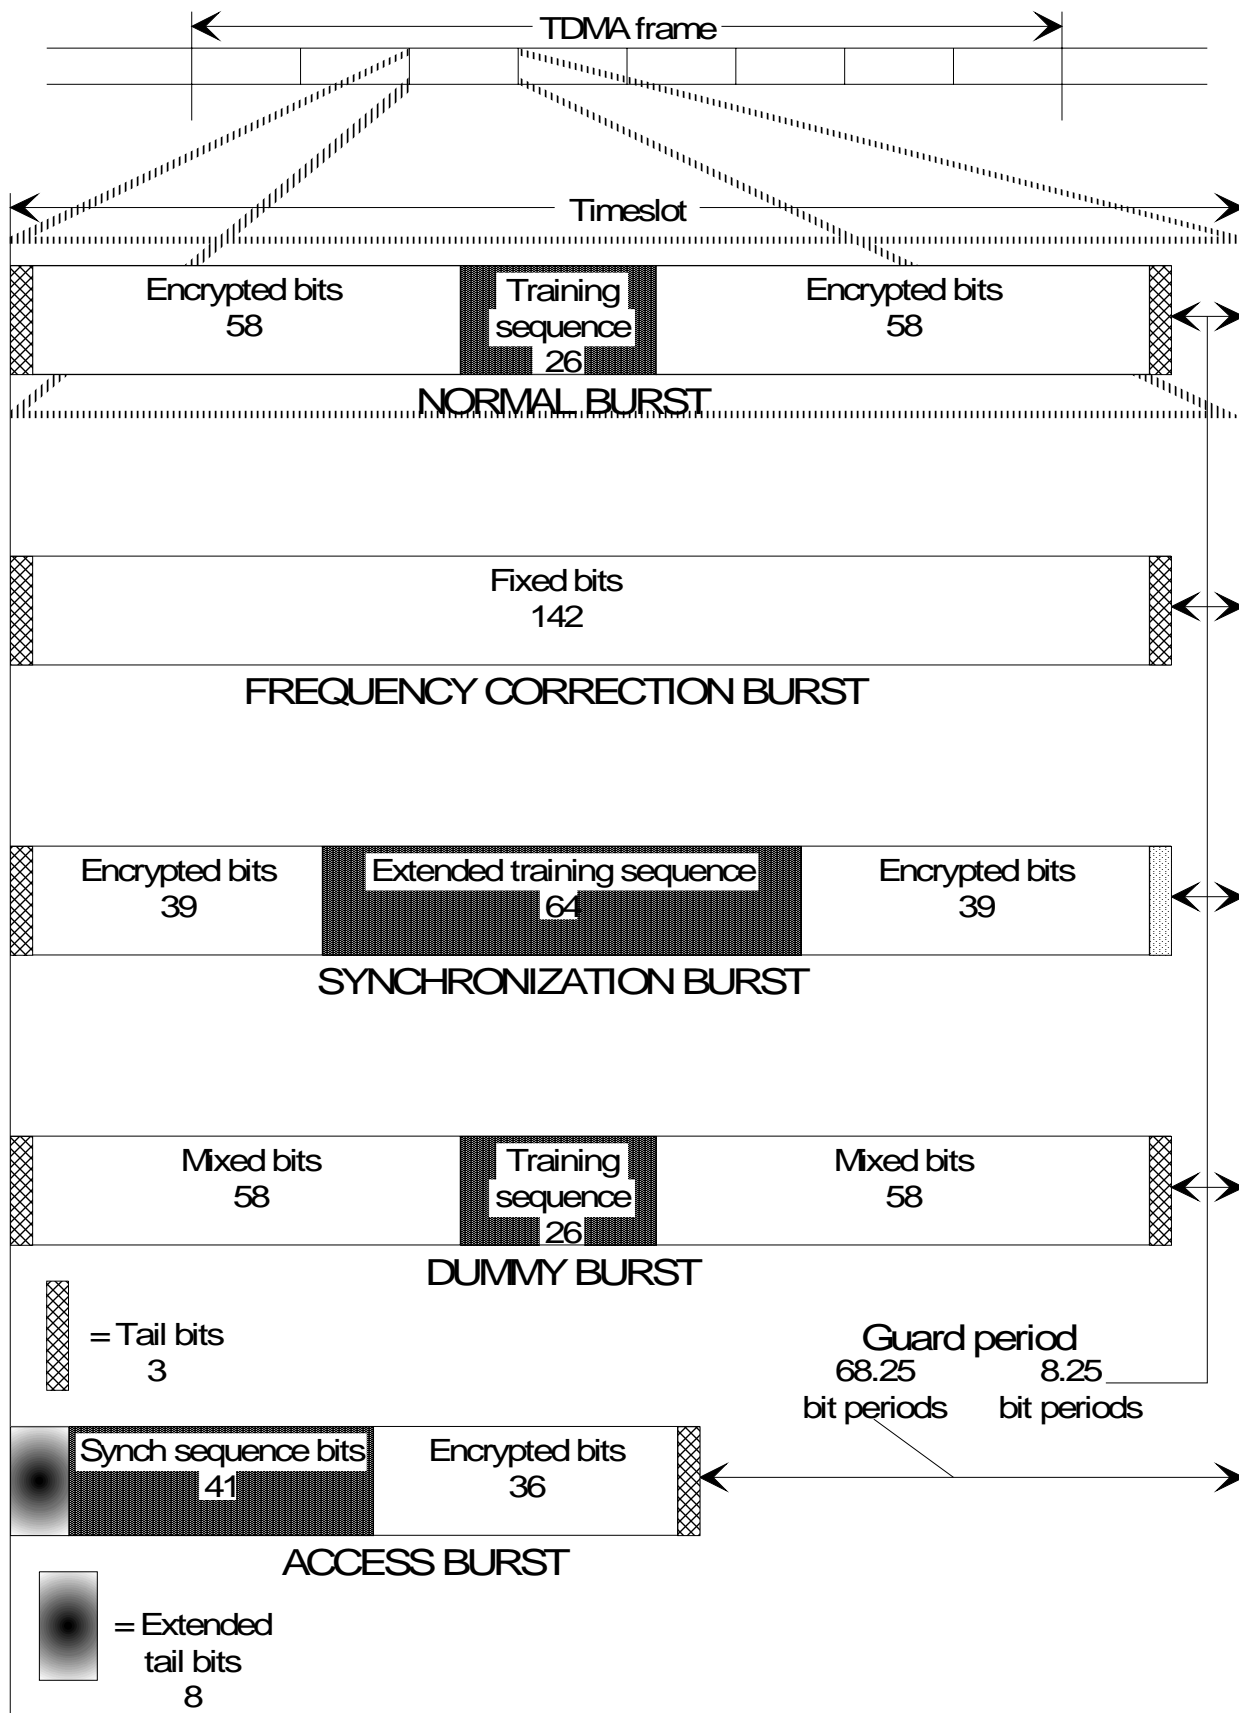 TDMA frame
Timeslot
Encrypted bits
58
Training
sequence
26
Encrypted bits
58
NORMAL BURST
Fixed bits
142
FREQUENCY CORRECTION BURST
Encrypted bits
39
Extended training sequence
64
Encrypted bits
39
SYNCHRONIZATION BURST
Mixed bits
58
Training
sequence
26
Mixed bits
58
DUMMY BURST
= Tail bits
3
Guard period
68.25
bit periods
8.25
bit periods
Synch sequence bits
41
Encrypted bits
36
ACCESS BURST
= Extended
tail bits
8